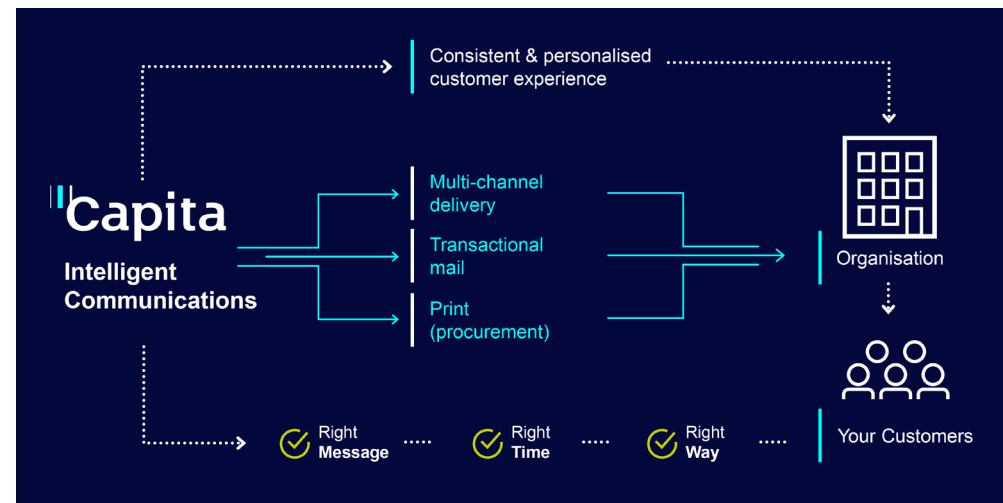 Consistent & personalised
customer experience
Capita
Intelligent
Communications
Multi-channel
delivery
Transactional
mail
Print
(procurement)
Organisation
Right
Message
Right
Time
Right
Way
Your Customers